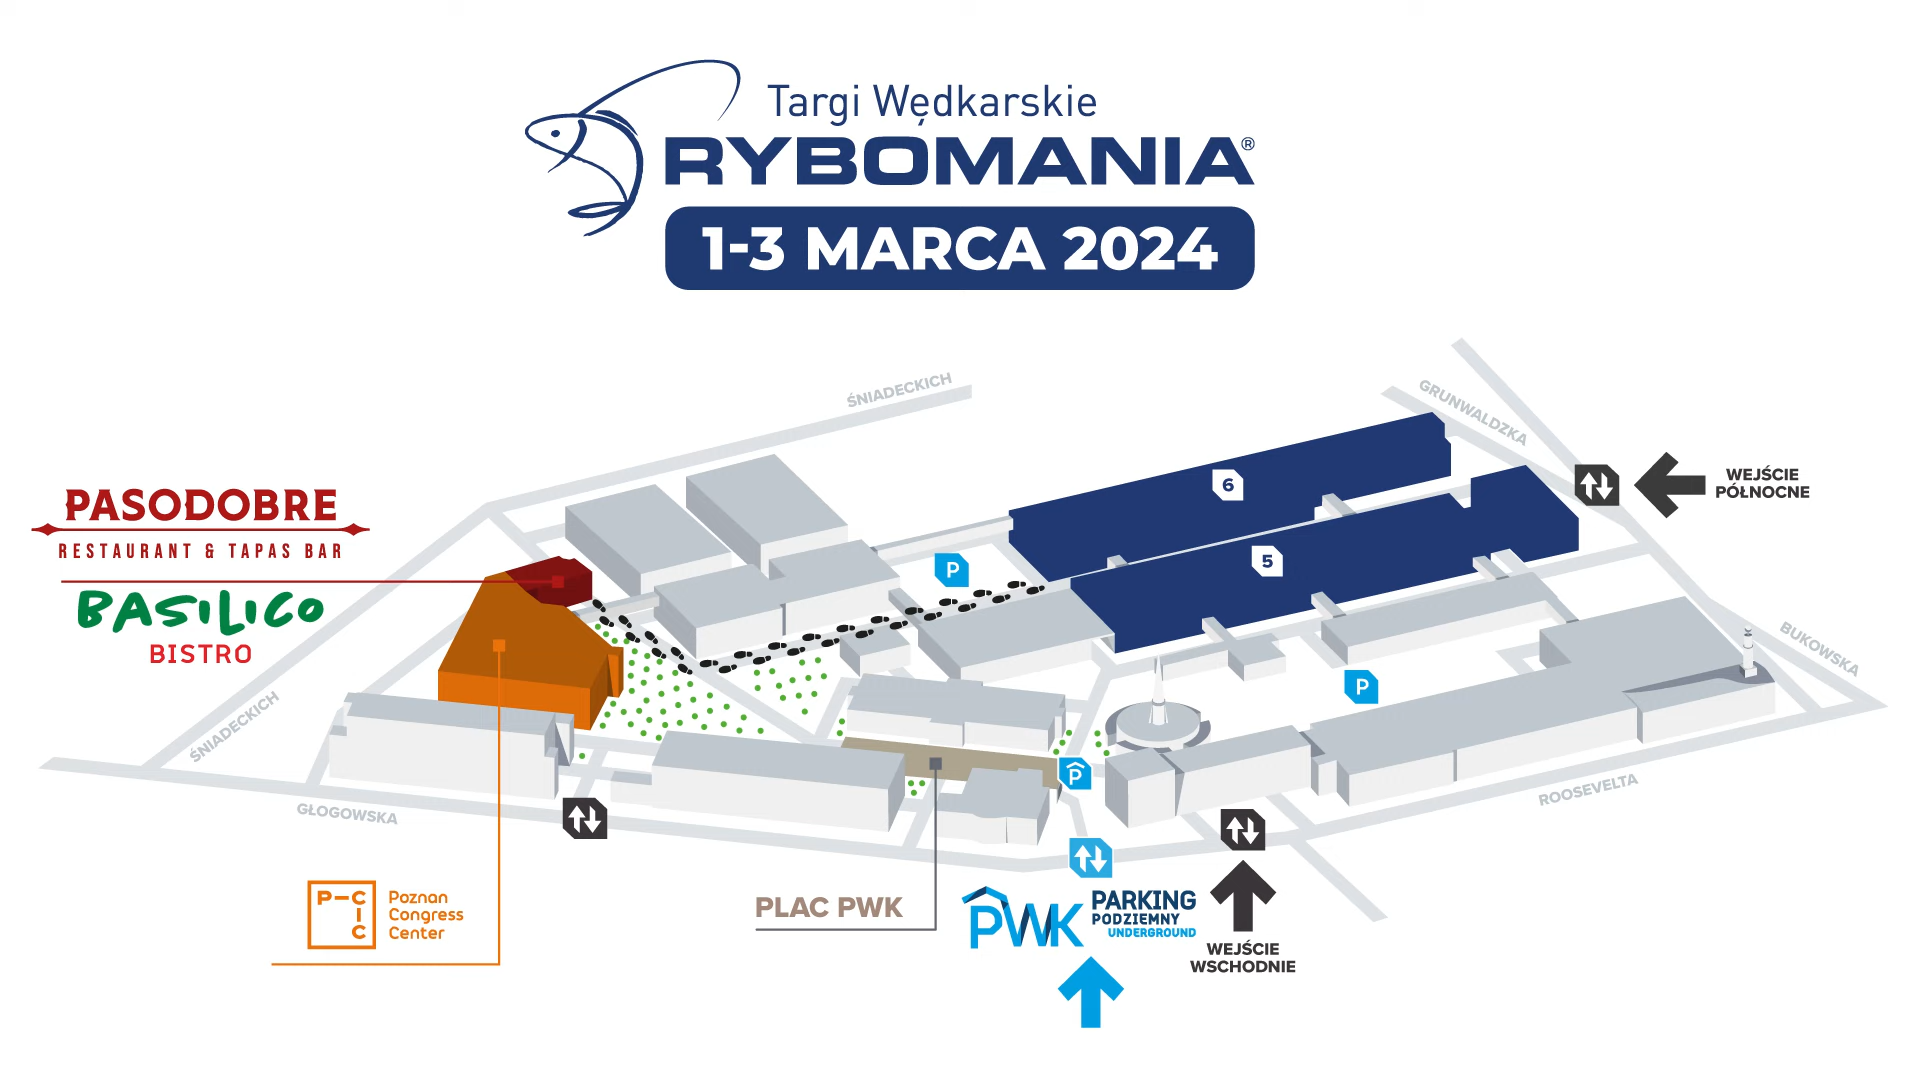 Targi Wędkarskie
RYBOMANIA®
1-3 MARCA 2024
ŚNIADECKICH
GRUNWALDZKA
WEJŚCIE
PÓŁNOCNE
6
5
P
PASODOBRE
RESTAURANT & TAPAS BAR
BASILICO
BISTRO
BUKOWSKA
P
ŚNIADECKICH
P
GŁOGOWSKA
ROOSEVELTA
P-C
I
C
Poznan
Congress
Center
PLAC PWK
PWK
PARKING
PODZIEMNY
UNDERGROUND
WEJŚCIE
WSCHODNIE